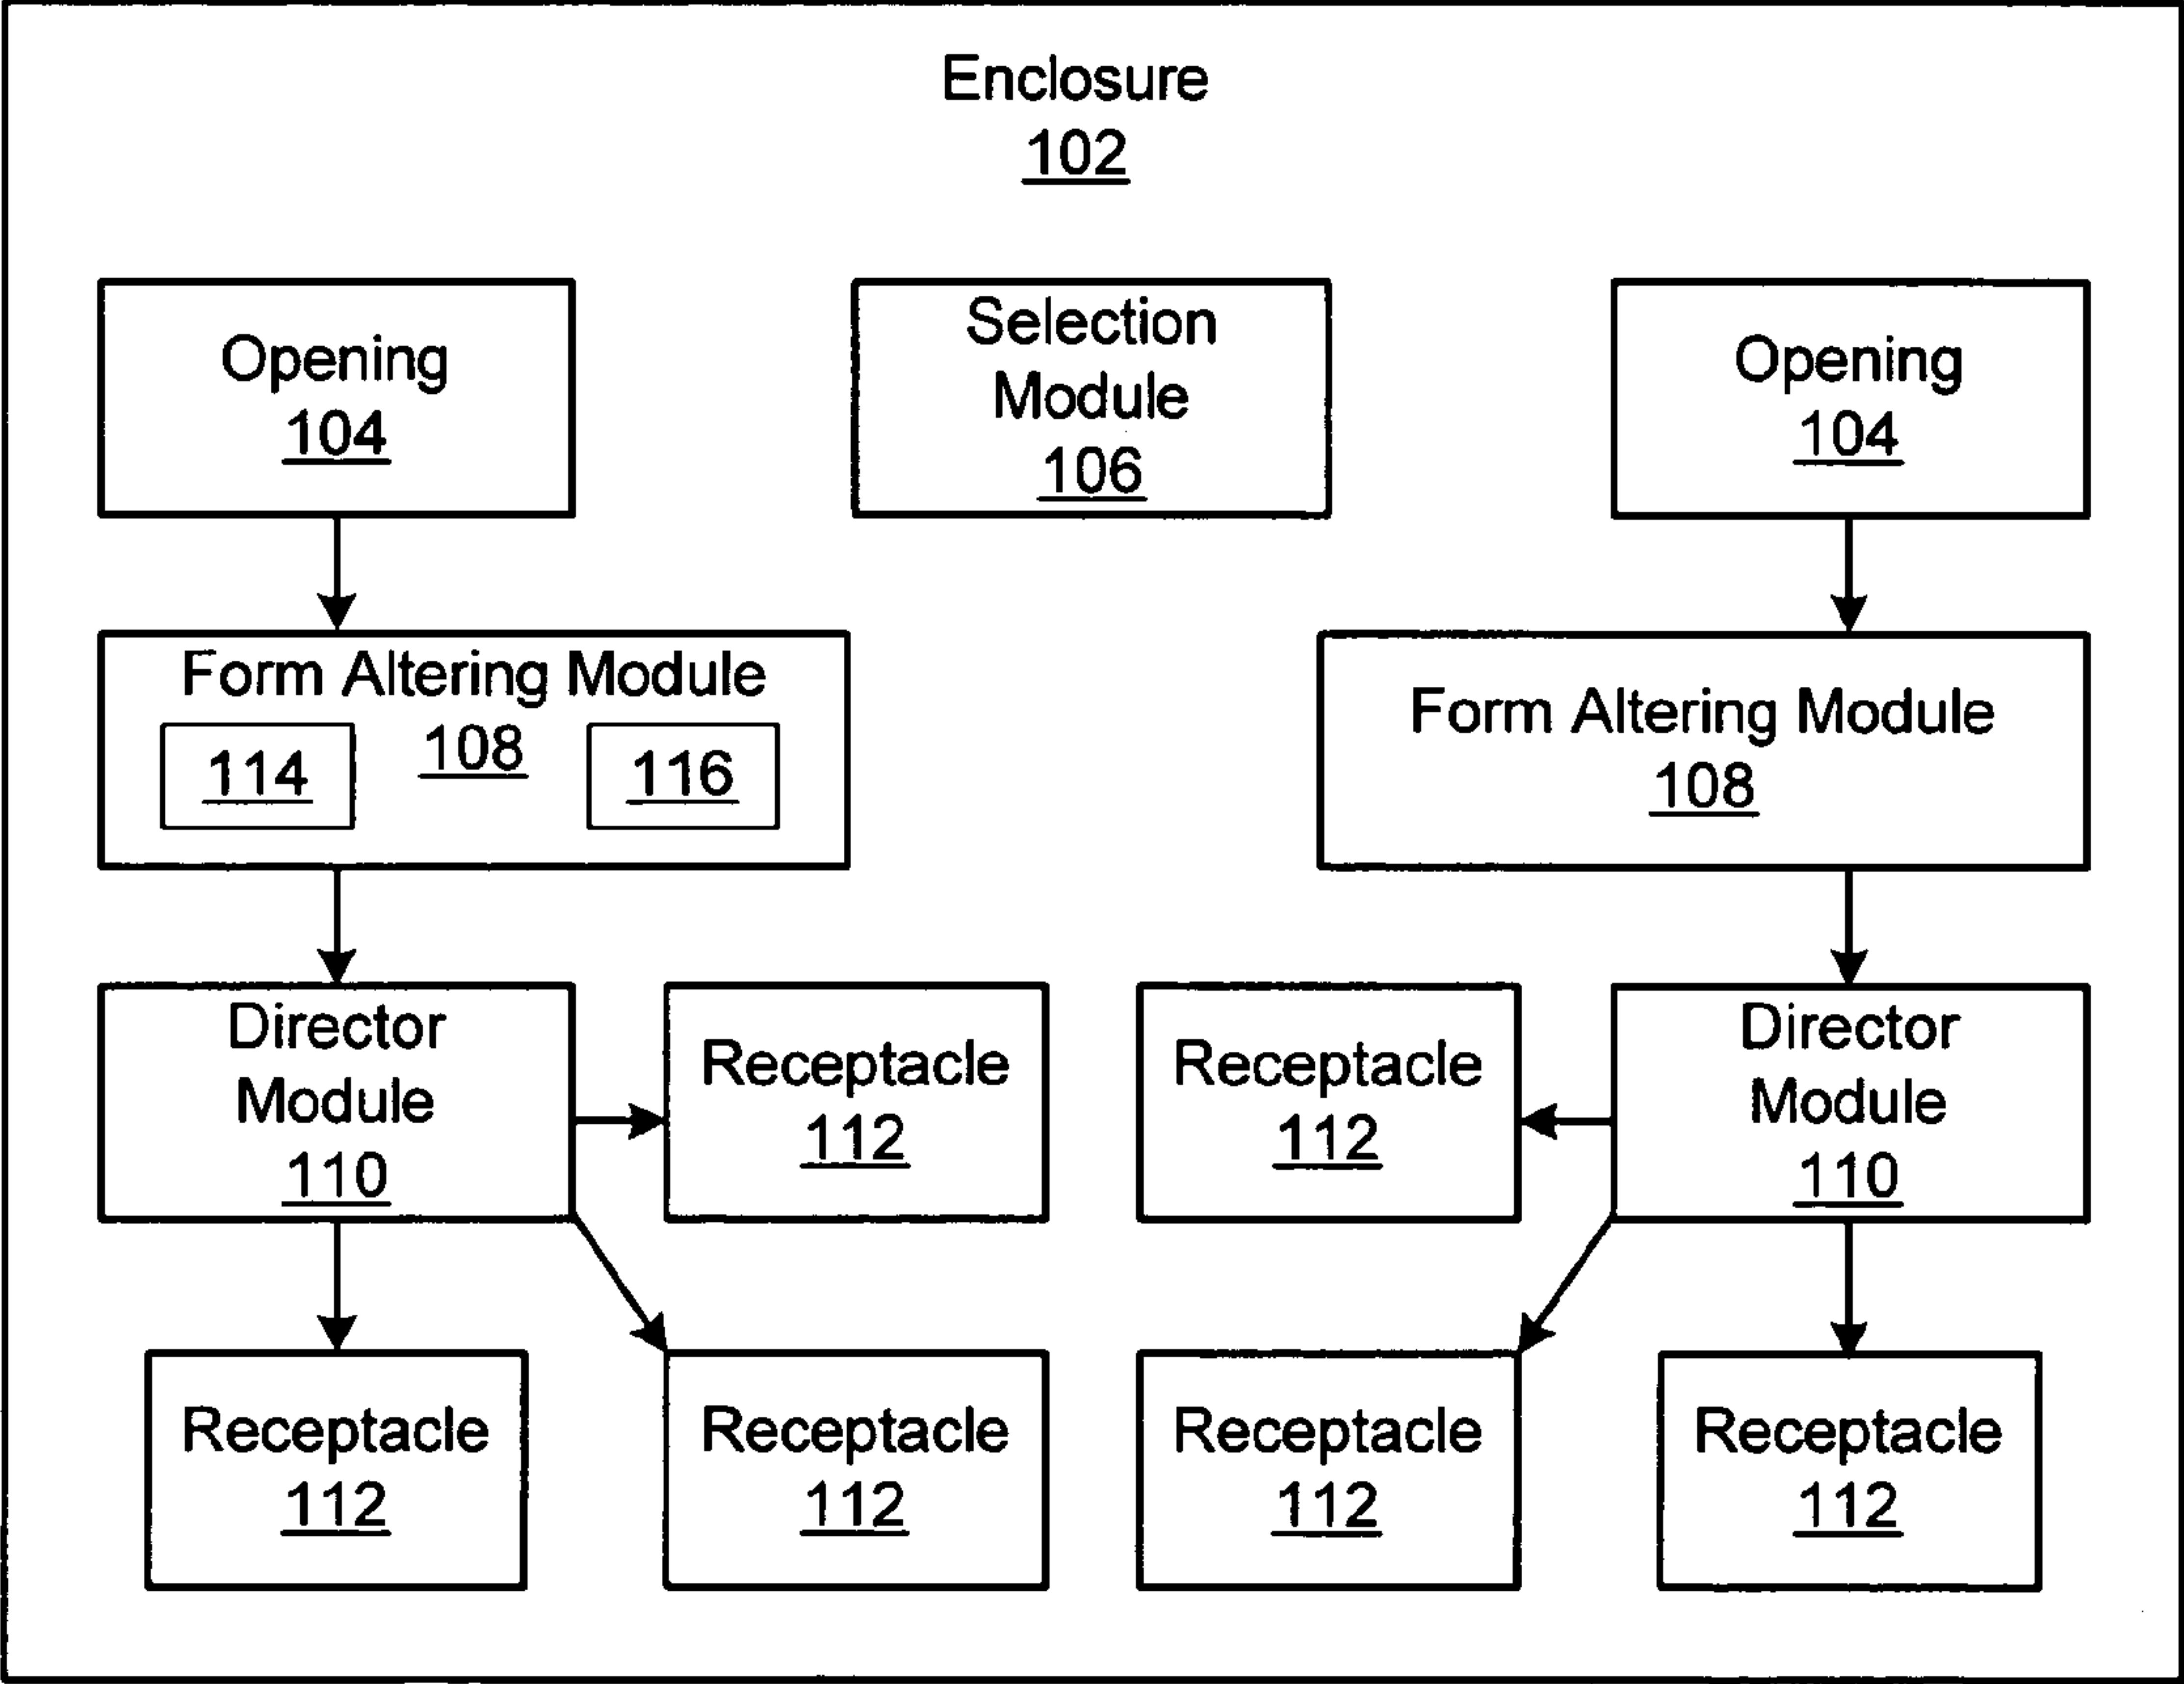 Enclosure
102
Opening
104
Selection
Module
106
Opening
104
Form Altering Module
114
108
116
Form Altering Module
108
Director
Module
110
Receptacle
112
Receptacle
112
Director
Module
110
Receptacle
112
Receptacle
112
Receptacle
112
Receptacle
112